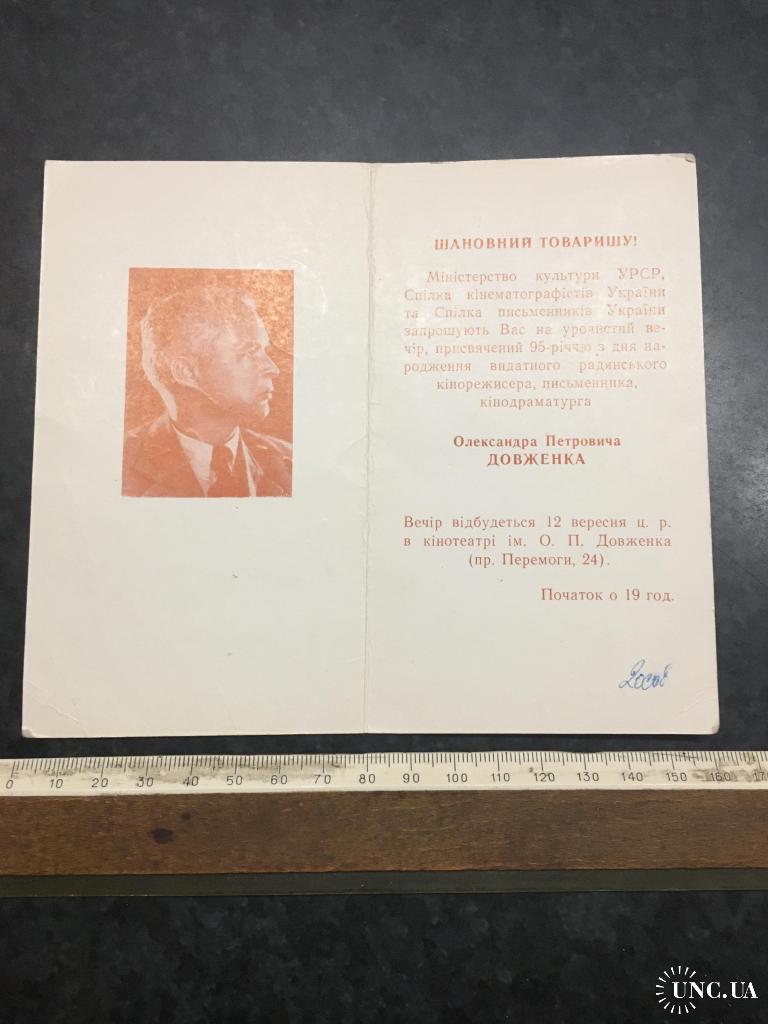 ШАНОВНИЙ ТОВАРИШУ!
Міністерство культури УРСР,
Спілка кінематографістів України
та Спілка письменників України
запрошують Вас на урочистий ве-
чір, присвячений 95-річчю з дня на-
родження видатного радянського
кінорежисера, письменника,
кінодраматурга
Олександра Петровича
ДОВЖЕНКА
Вечір відбудеться 12 вересня ц. р.
в кінотеатрі ім. О. П. Довженка
(пр. Перемоги, 24).
Початок о 19 год.
0 10 20 30 40 50 60 70 80 90 100 110 120 130 140 150 160 170
UNC.UA